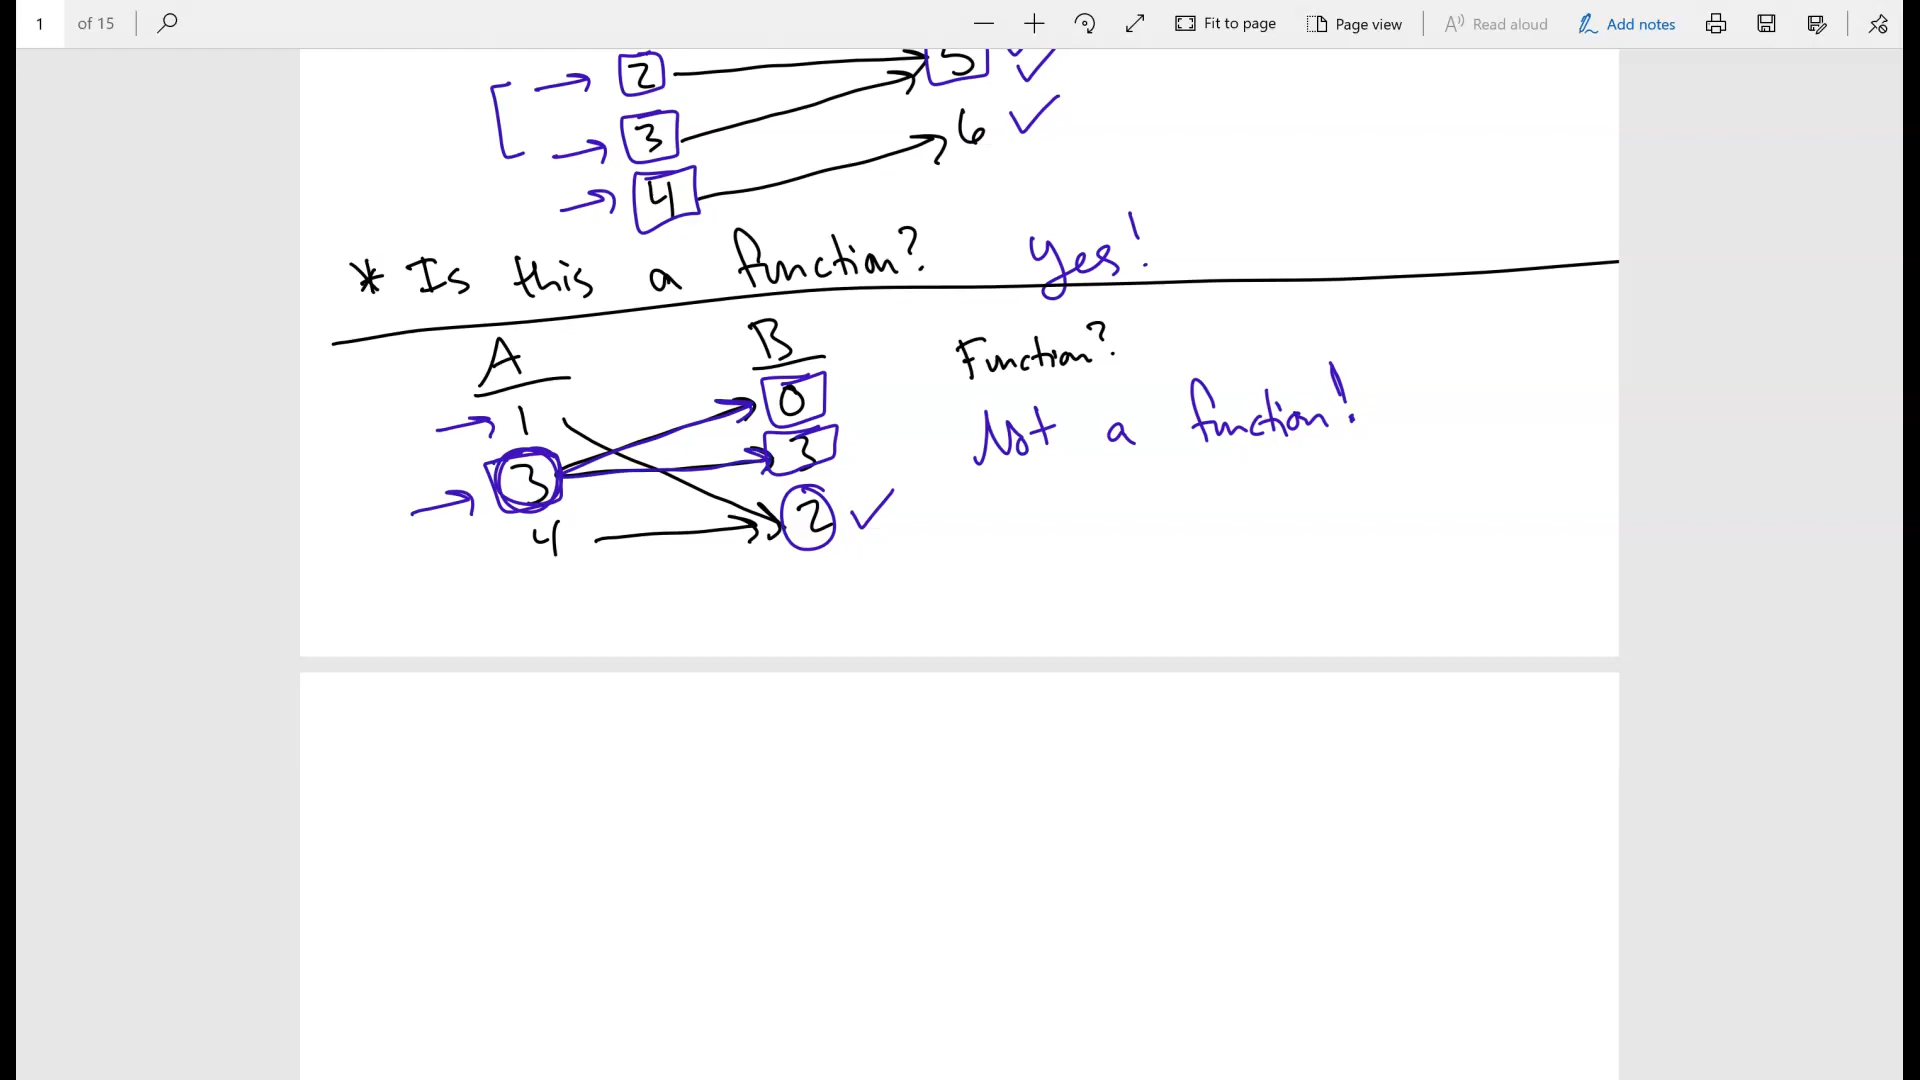 1 of 15 Fit to page Page view Read aloud Add notes
2 5
3 6
4
* Is this a function? Yes!
A B Function?
1 0 Not a function!
3 3
4 2